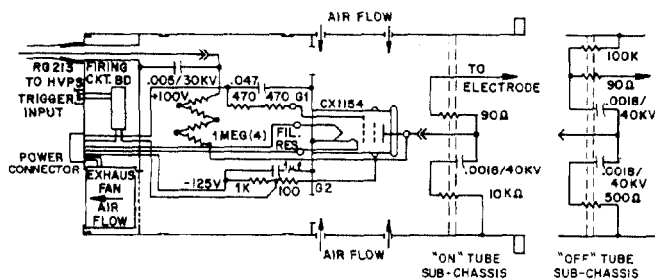 AIR FLOW
RG213
TO HVPS
FIRING
CKT. BD
TRIGGER
INPUT
.005/30KV
+100V
.047
470 470 G1
CX1154
1MEG(4)
FIL.
RES.
POWER
CONNECTOR
EXHAUS
FAN
AIR
FLOW
-125V
1K
.1μf
100
G2
AIR FLOW
TO
ELECTRODE
90Ω
.0018/40KV
10KΩ
"ON" TUBE
SUB-CHASSIS
100K
90Ω
.0018/
40KV
.0018/
40KV
500Ω
"OFF" TUBE
SUB-CHASSIS